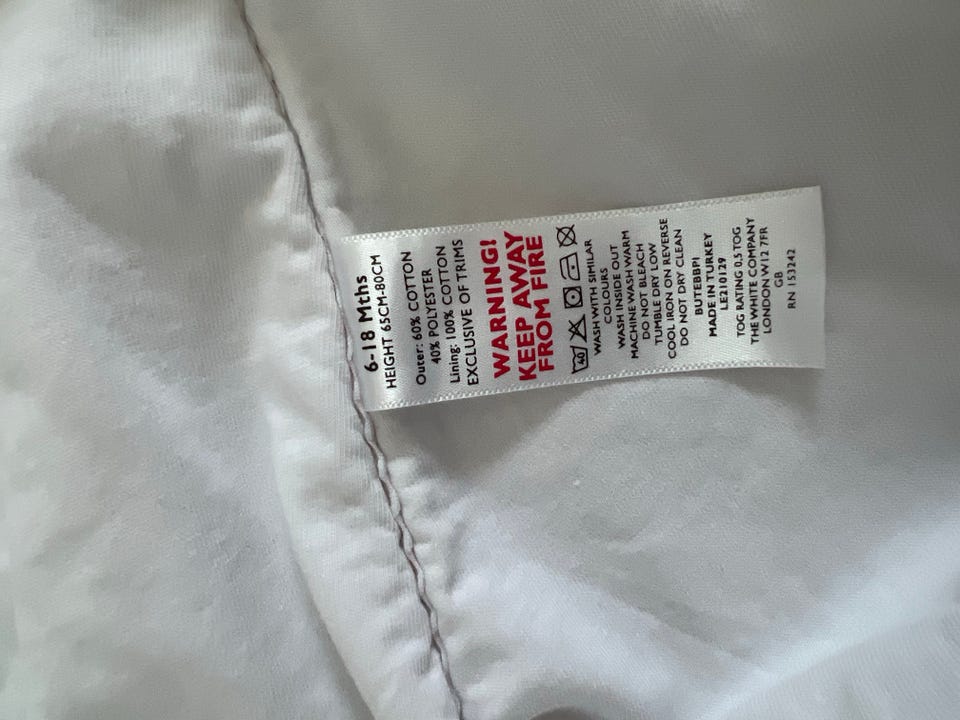 6-18 Mths
HEIGHT 65CM-80CM
Outer: 60% COTTON
40% POLYESTER
Lining: 100% COTTON
EXCLUSIVE OF TRIMS
WARNING!
KEEP AWAY
FROM FIRE
40
WASH WITH SIMILAR
COLOURS
WASH INSIDE OUT
MACHINE WASH WARM
DO NOT BLEACH
TUMBLE DRY LOW
COOL IRON ON REVERSE
DO NOT DRY CLEAN
BUTEBBPI
MADE IN TURKEY
LE210129
TOG RATING 0.5 TOG
THE WHITE COMPANY
LONDON W12 7FR
GB
RN 153242